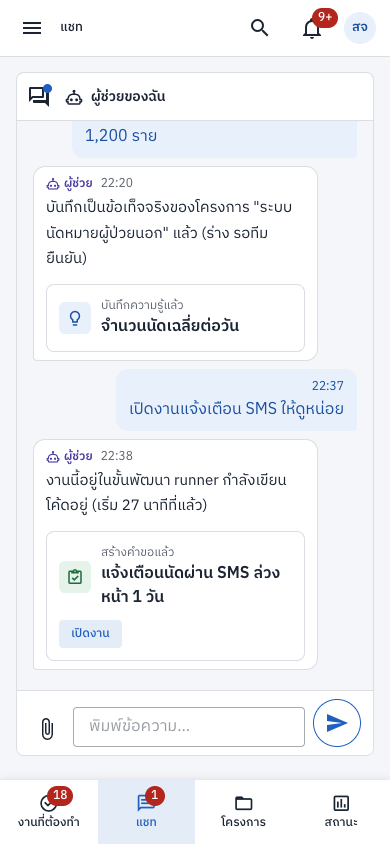 แชท
9+
สจ
ผู้ช่วยของฉัน
1,200 ราย
ผู้ช่วย 22:20
บันทึกเป็นข้อเท็จจริงของโครงการ "ระบบ
นัดหมายผู้ป่วยนอก" แล้ว (ร่าง รอทีม
ยืนยัน)
บันทึกความรู้แล้ว
จำนวนนัดเฉลี่ยต่อวัน
22:37
เปิดงานแจ้งเตือน SMS ให้ดูหน่อย
ผู้ช่วย 22:38
งานนี้อยู่ในขั้นพัฒนา runner กำลังเขียน
โค้ดอยู่ (เริ่ม 27 นาทีที่แล้ว)
สร้างคำขอแล้ว
แจ้งเตือนนัดผ่าน SMS ล่วง
หน้า 1 วัน
เปิดงาน
พิมพ์ข้อความ...
18
งานที่ต้องทำ
1
แชท
โครงการ
สถานะ